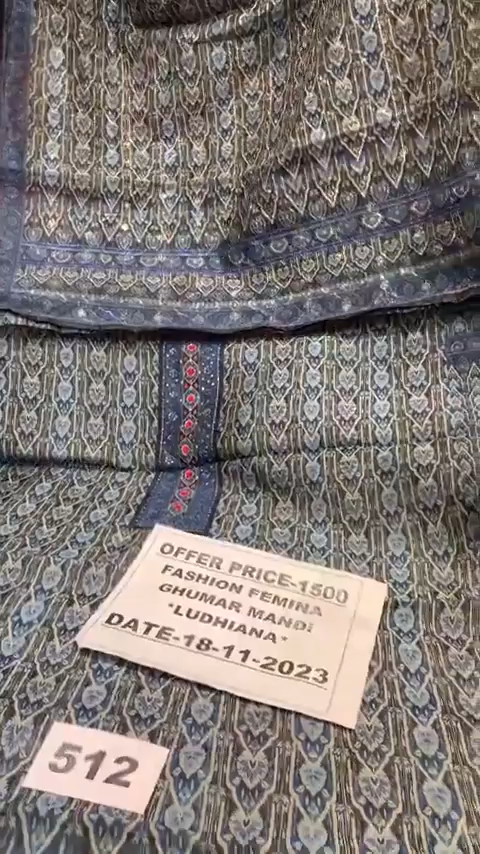 OFFER PRICE-1500
FASHION FEMINA
GHUMAR MANDI
*LUDHIANA*
DATE-18-11-2023
512